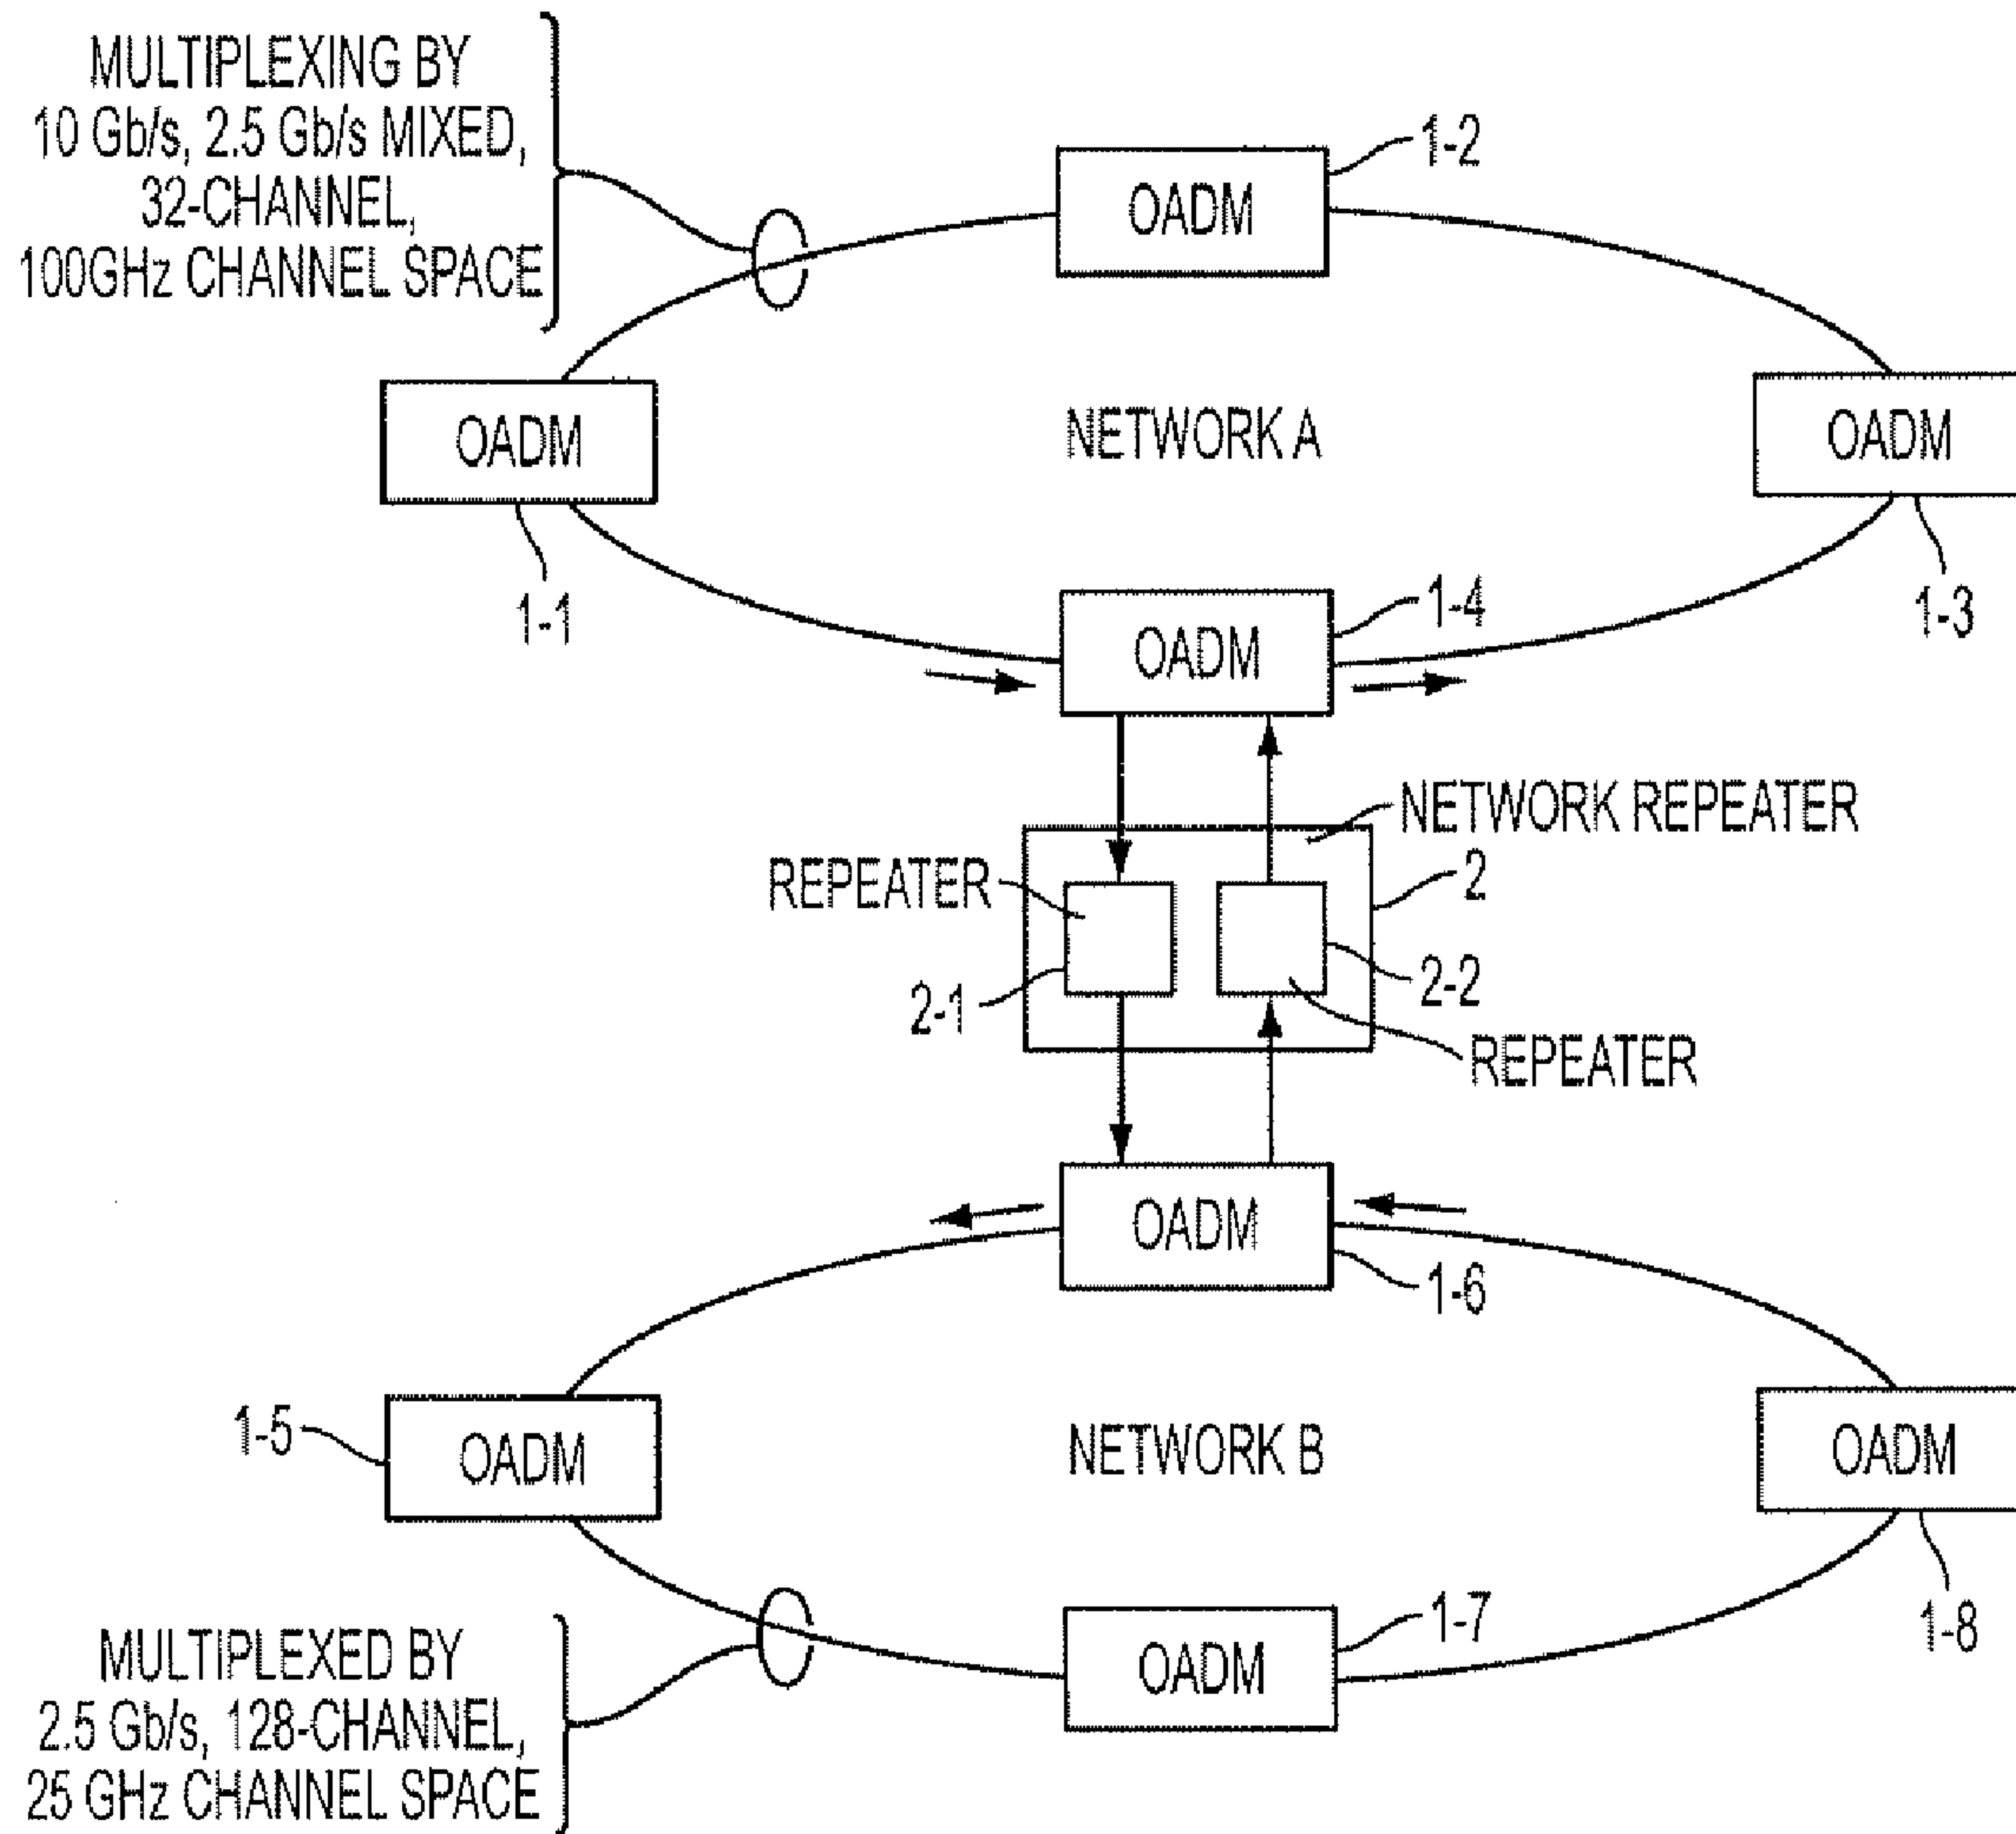 MULTIPLEXING BY
10 Gb/s, 2.5 Gb/s MIXED,
32-CHANNEL,
100GHz CHANNEL SPACE
OADM
1-2
OADM
1-1
NETWORK A
OADM
1-3
OADM
1-4
NETWORK REPEATER
2
REPEATER
2-1
2-2
REPEATER
OADM
1-6
1-5
OADM
NETWORK B
OADM
1-8
OADM
1-7
MULTIPLEXED BY
2.5 Gb/s, 128-CHANNEL,
25 GHz CHANNEL SPACE